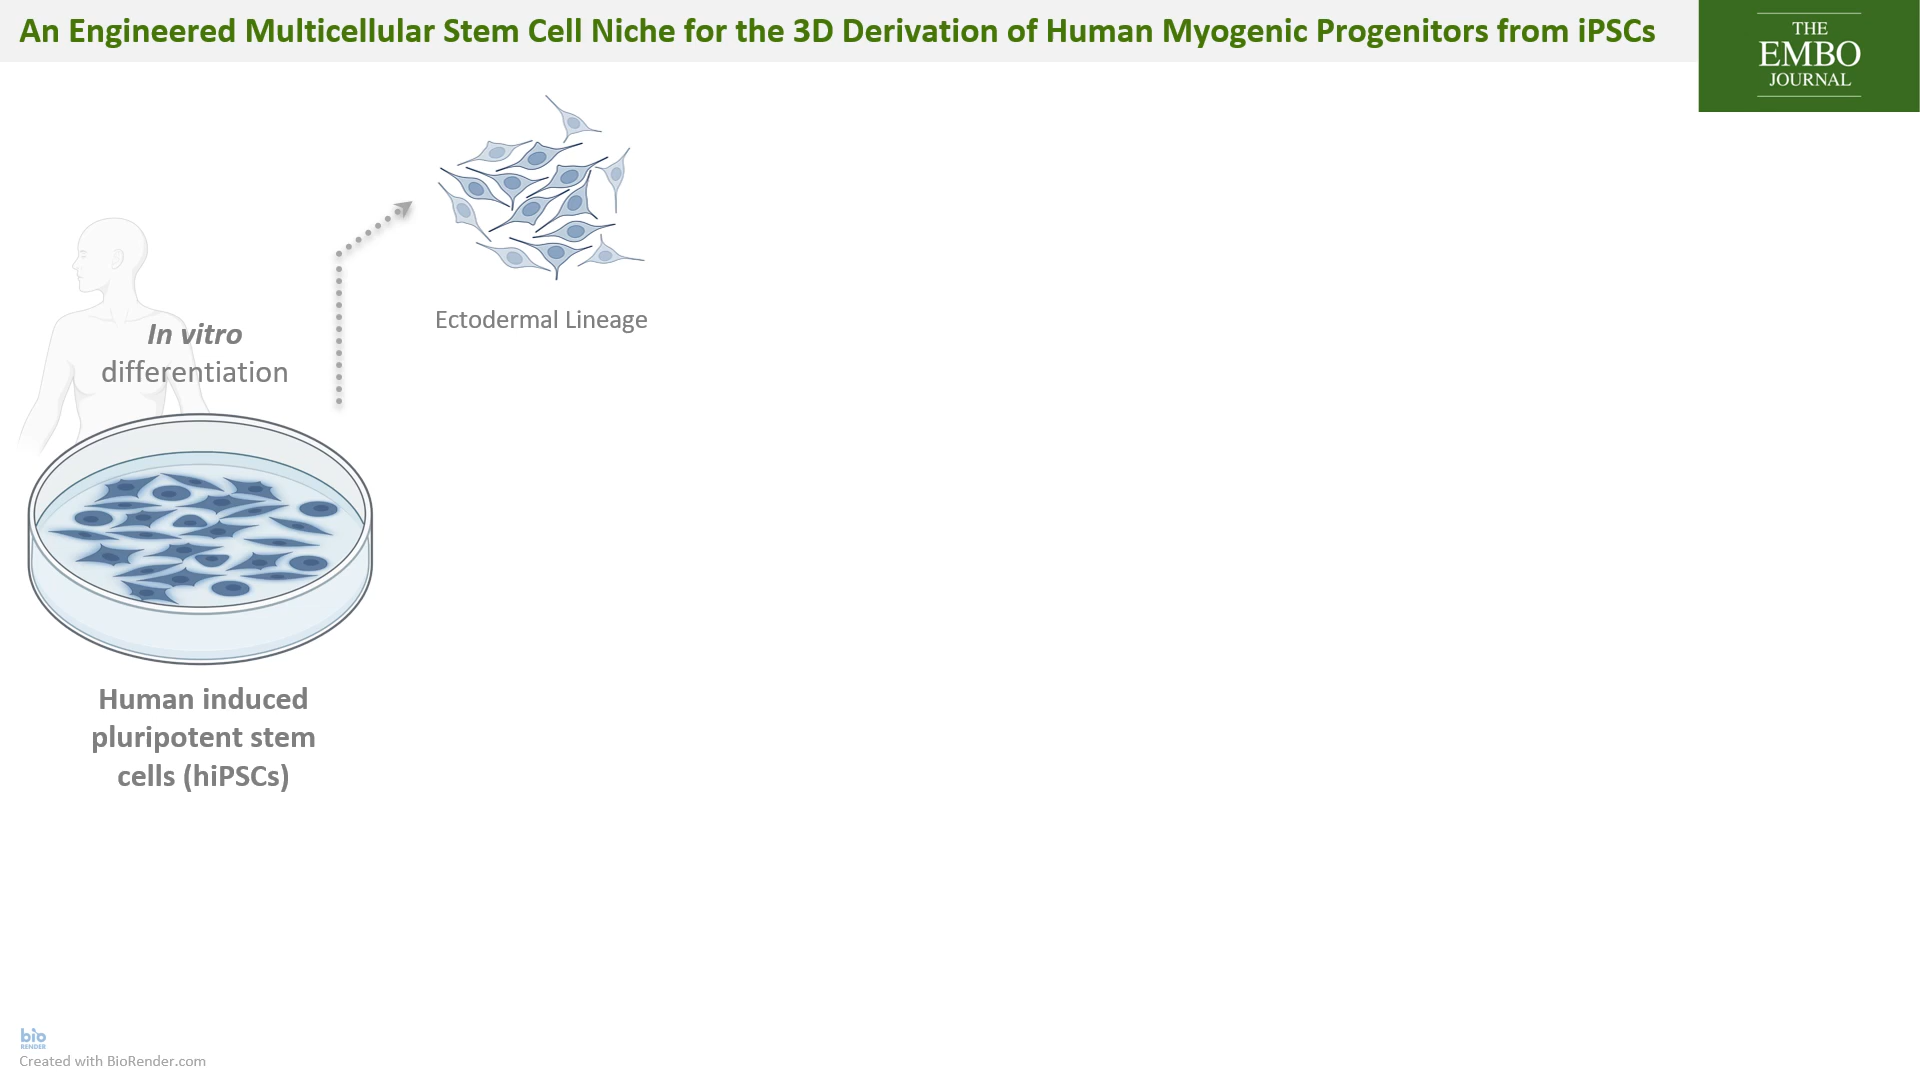 An Engineered Multicellular Stem Cell Niche for the 3D Derivation of Human Myogenic Progenitors from iPSCs
THE
EMBO
JOURNAL
Ectodermal Lineage
In vitro
differentiation
Human induced
pluripotent stem
cells (hiPSCs)
bio
RENDER
Created with BioRender.com